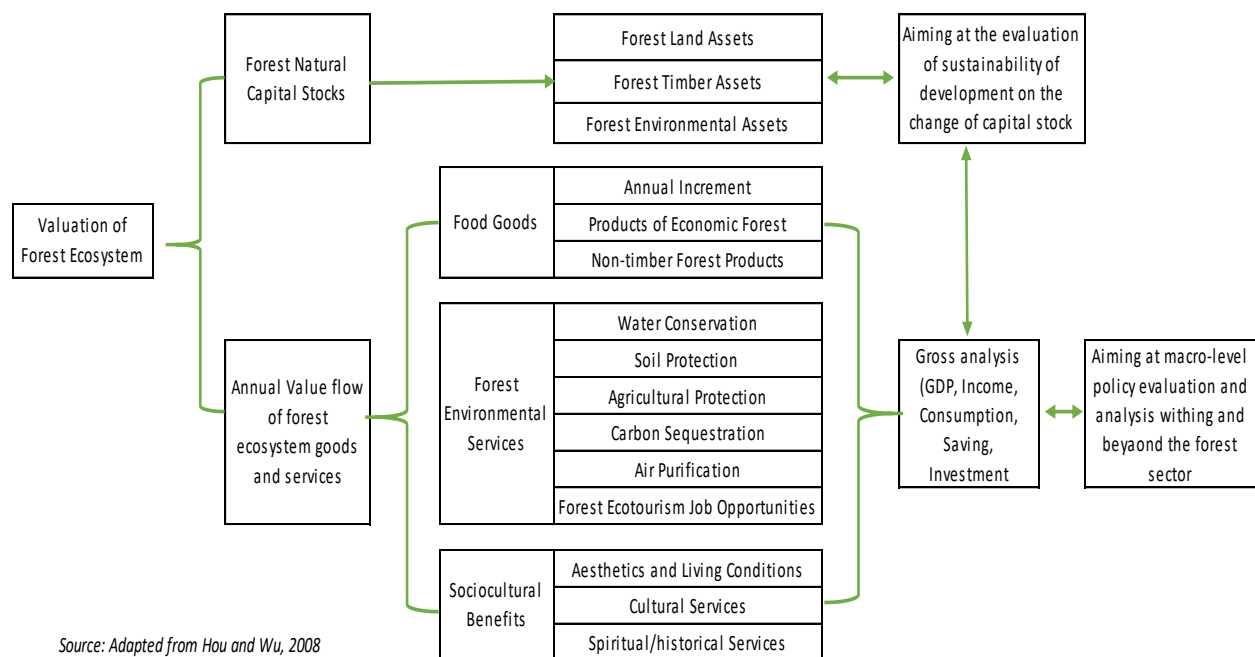 Valuation of
Forest Ecosystem
Forest Natural
Capital Stocks
Forest Land Assets
Forest Timber Assets
Forest Environmental Assets
Aiming at the evaluation
of sustainability of
development on the
change of capital stock
Annual Value flow
of forest
ecosystem goods
and services
Food Goods
Annual Increment
Products of Economic Forest
Non-timber Forest Products
Forest
Environmental
Services
Water Conservation
Soil Protection
Agricultural Protection
Carbon Sequestration
Air Purification
Forest Ecotourism Job Opportunities
Sociocultural
Benefits
Aesthetics and Living Conditions
Cultural Services
Spiritual/historical Services
Gross analysis
(GDP, Income,
Consumption,
Saving,
Investment
Aiming at macro-level
policy evaluation and
analysis withing and
beyaond the forest
sector
Source: Adapted from Hou and Wu, 2008